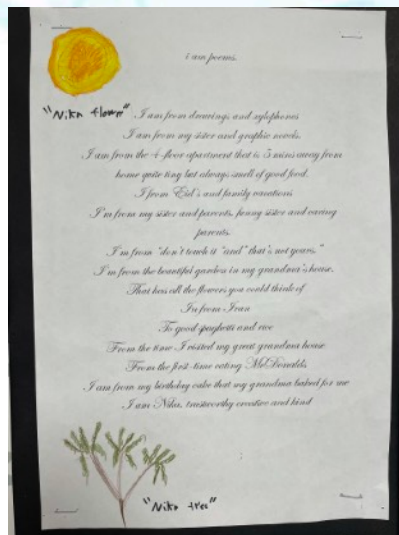 i am poems.
"Nika flower"
I am from drawings and xylophones
I am from my sister and graphic novels.
I am from the 4-floor apartment that is 5 mins away from
home quite tiny but always smell of good food.
I from Eid's and family vacations
I'm from my sister and parents, funny sister and caring
parents.
I'm from "don't touch it "and" that's not yours."
I'm from the beautiful garden in my grandma's house.
That has all the flowers you could think of
I'm from Iran
To good spaghetti and rice
From the time I visited my great grandma house
From the first-time eating McDonalds
I am from my birthday cake that my grandma baked for me
I am Nika, trustworthy creative and kind
"Nika tree"